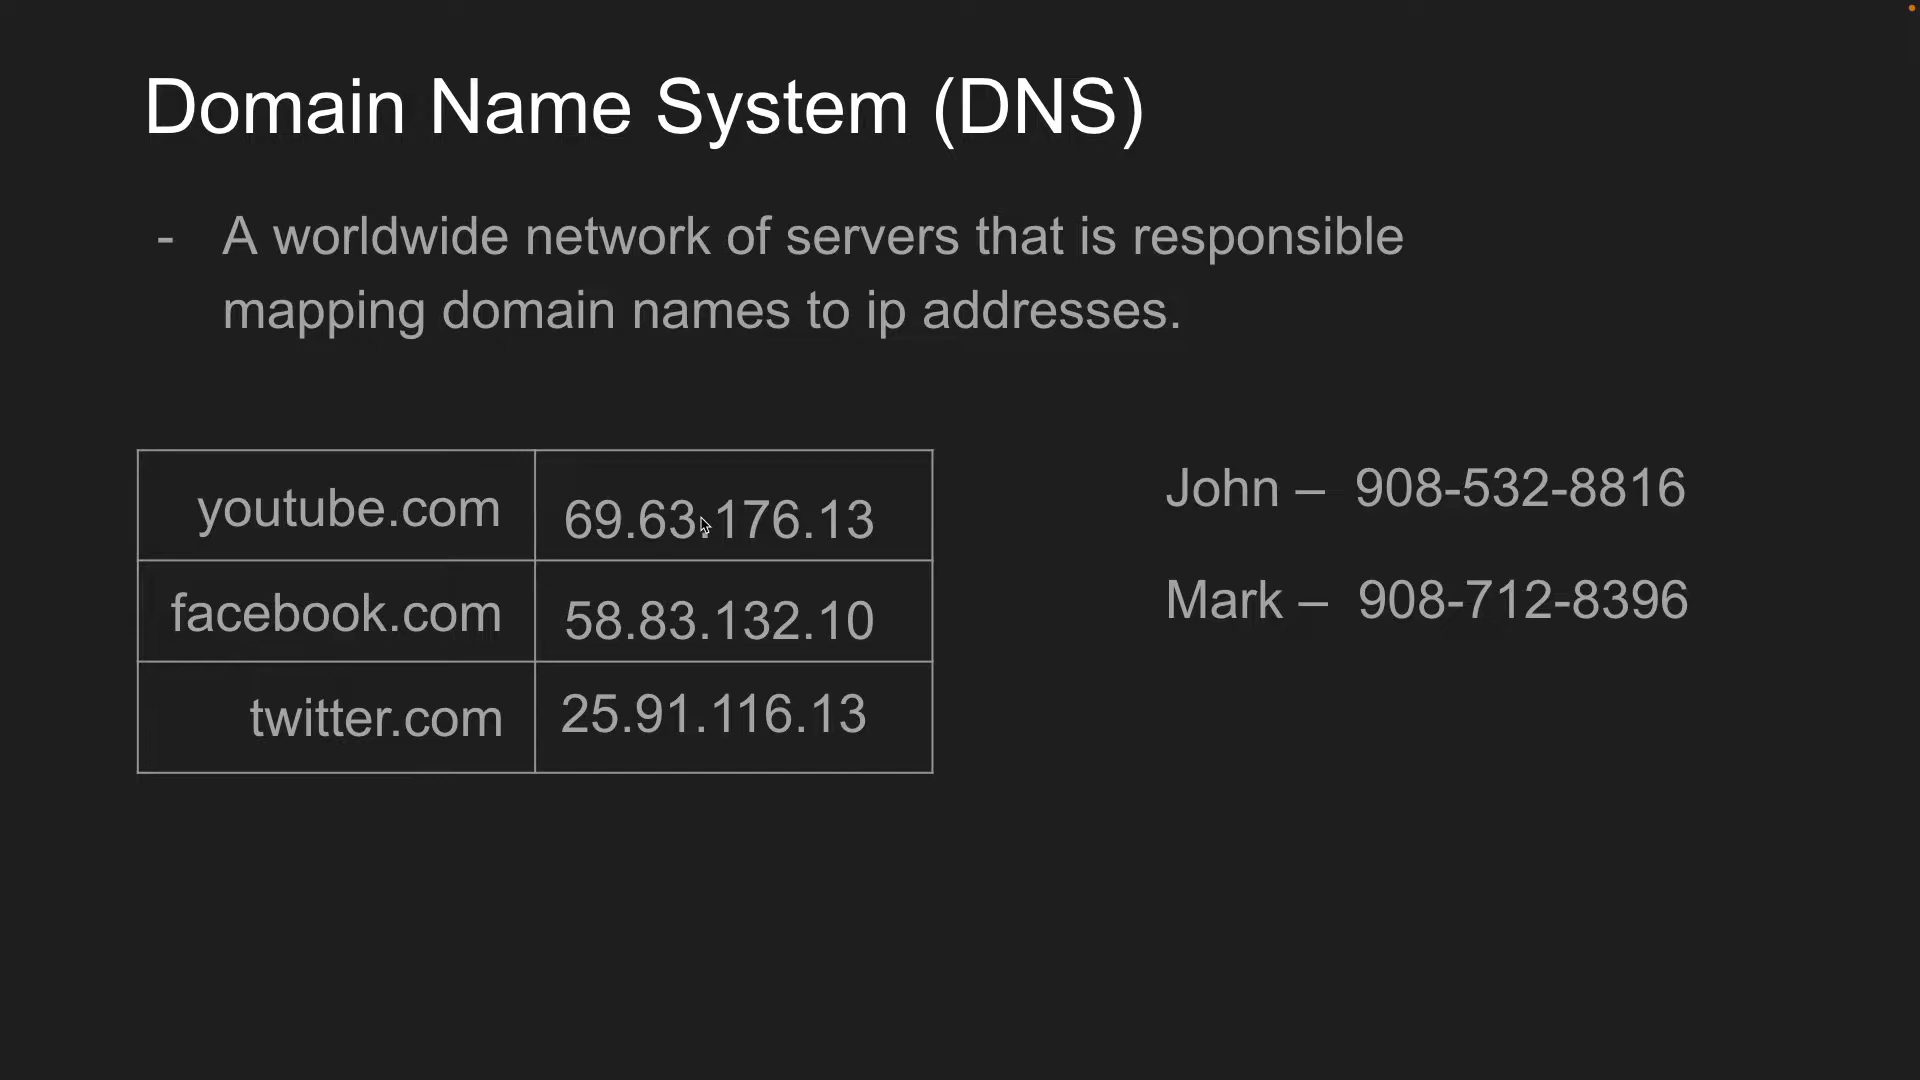 Domain Name System (DNS)
- A worldwide network of servers that is responsible
mapping domain names to ip addresses.
youtube.com 69.63.176.13
facebook.com 58.83.132.10
twitter.com 25.91.116.13
John – 908-532-8816
Mark – 908-712-8396